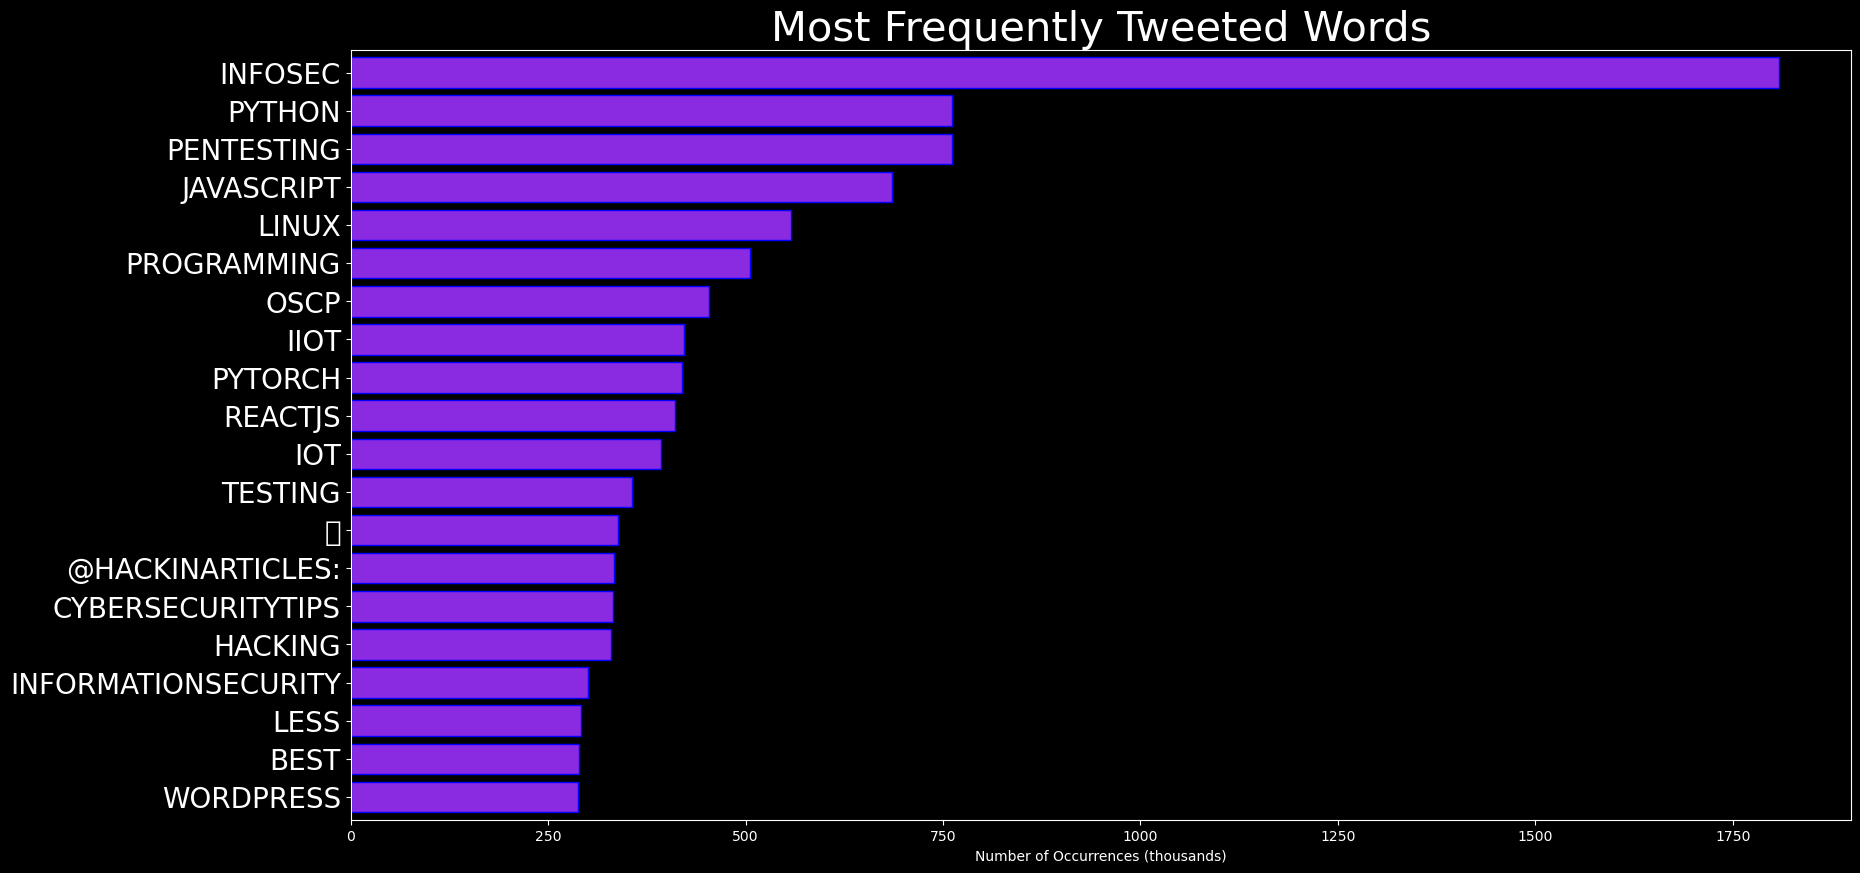 Most Frequently Tweeted Words
INFOSEC
PYTHON
PENTESTING
JAVASCRIPT
LINUX
PROGRAMMING
OSCP
IIOT
PYTORCH
REACTJS
IOT
TESTING
@HACKINARTICLES:
CYBERSECURITYTIPS
HACKING
INFORMATIONSECURITY
LESS
BEST
WORDPRESS
0 250 500 750 1000 1250 1500 1750
Number of Occurrences (thousands)